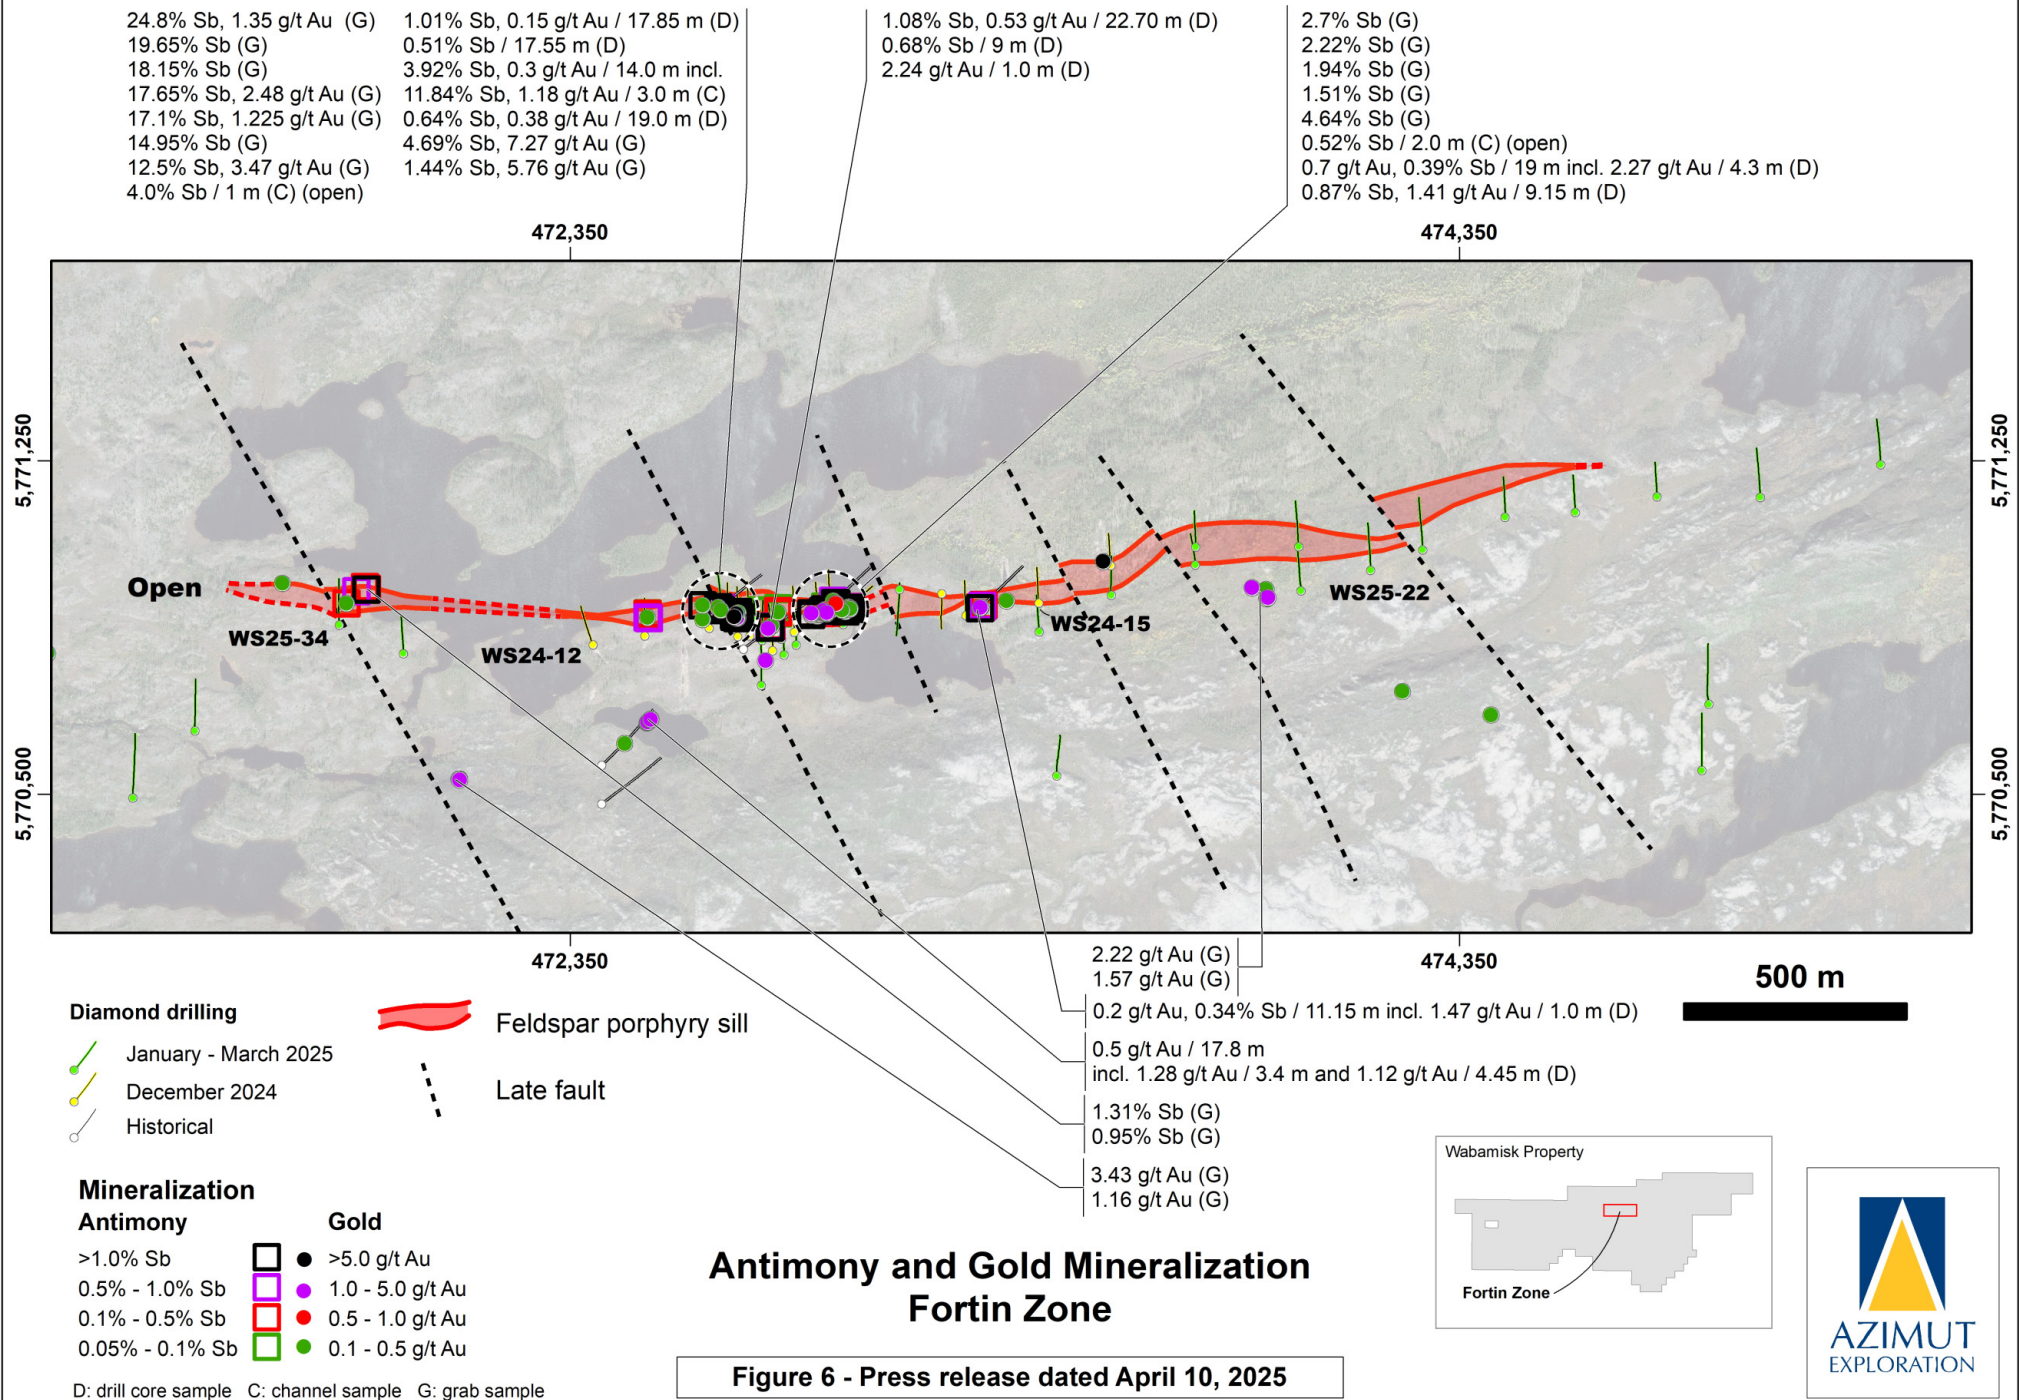 24.8% Sb, 1.35 g/t Au (G)
19.65% Sb (G)
18.15% Sb (G)
17.65% Sb, 2.48 g/t Au (G)
17.1% Sb, 1.225 g/t Au (G)
14.95% Sb (G)
12.5% Sb, 3.47 g/t Au (G)
4.0% Sb / 1 m (C) (open)
1.01% Sb, 0.15 g/t Au / 17.85 m (D)
0.51% Sb / 17.55 m (D)
3.92% Sb, 0.3 g/t Au / 14.0 m incl.
11.84% Sb, 1.18 g/t Au / 3.0 m (C)
0.64% Sb, 0.38 g/t Au / 19.0 m (D)
4.69% Sb, 7.27 g/t Au (G)
1.44% Sb, 5.76 g/t Au (G)
1.08% Sb, 0.53 g/t Au / 22.70 m (D)
0.68% Sb / 9 m (D)
2.24 g/t Au / 1.0 m (D)
2.7% Sb (G)
2.22% Sb (G)
1.94% Sb (G)
1.51% Sb (G)
4.64% Sb (G)
0.52% Sb / 2.0 m (C) (open)
0.7 g/t Au, 0.39% Sb / 19 m incl. 2.27 g/t Au / 4.3 m (D)
0.87% Sb, 1.41 g/t Au / 9.15 m (D)
472,350
474,350
5,771,250
5,771,250
Open
WS25-34
WS24-12
WS24-15
WS25-22
5,770,500
5,770,500
472,350
474,350
2.22 g/t Au (G)
1.57 g/t Au (G)
0.2 g/t Au, 0.34% Sb / 11.15 m incl. 1.47 g/t Au / 1.0 m (D)
0.5 g/t Au / 17.8 m
incl. 1.28 g/t Au / 3.4 m and 1.12 g/t Au / 4.45 m (D)
1.31% Sb (G)
0.95% Sb (G)
3.43 g/t Au (G)
1.16 g/t Au (G)
500 m
Diamond drilling
January - March 2025
December 2024
Historical
Feldspar porphyry sill
Late fault
Mineralization
Antimony
Gold
>1.0% Sb
>5.0 g/t Au
0.5% - 1.0% Sb
1.0 - 5.0 g/t Au
0.1% - 0.5% Sb
0.5 - 1.0 g/t Au
0.05% - 0.1% Sb
0.1 - 0.5 g/t Au
D: drill core sample C: channel sample G: grab sample
Antimony and Gold Mineralization
Fortin Zone
Figure 6 - Press release dated April 10, 2025
Wabamisk Property
Fortin Zone
AZIMUT
EXPLORATION